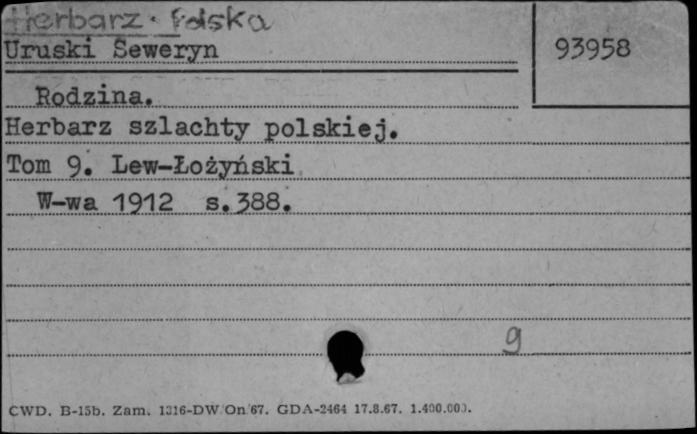 Herbarz. Polska
Uruski Seweryn
93958
Rodzina.
Herbarz szlachty polskiej.
Tom 9. Lew-Łożyński
W-wa 1912 s.388.
9
CWD. B-15b. Zam. 1316-DW On 67. GDA-2464 17.8.67. 1.400.000.